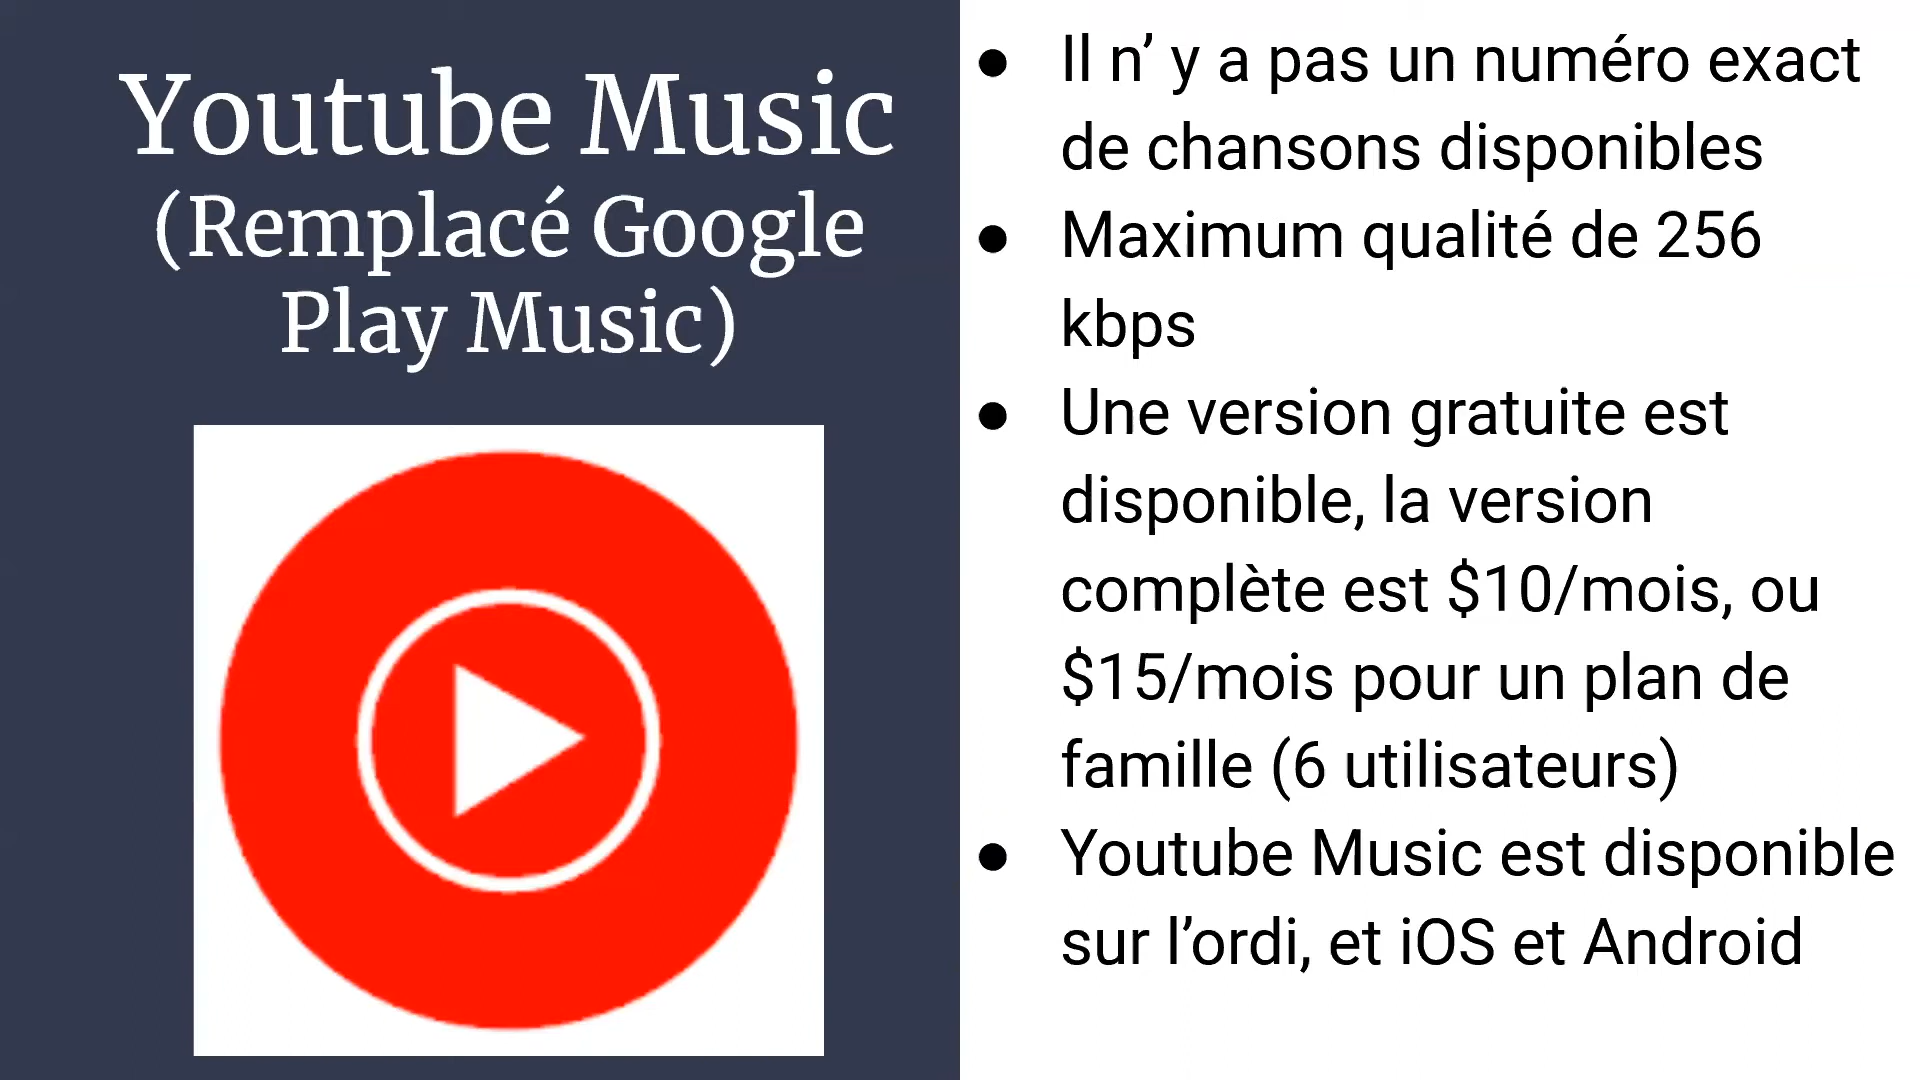 Youtube Music
(Remplacé Google
Play Music)
● Il n’ y a pas un numéro exact
de chansons disponibles
● Maximum qualité de 256
kbps
● Une version gratuite est
disponible, la version
complète est $10/mois, ou
$15/mois pour un plan de
famille (6 utilisateurs)
● Youtube Music est disponible
sur l’ordi, et iOS et Android